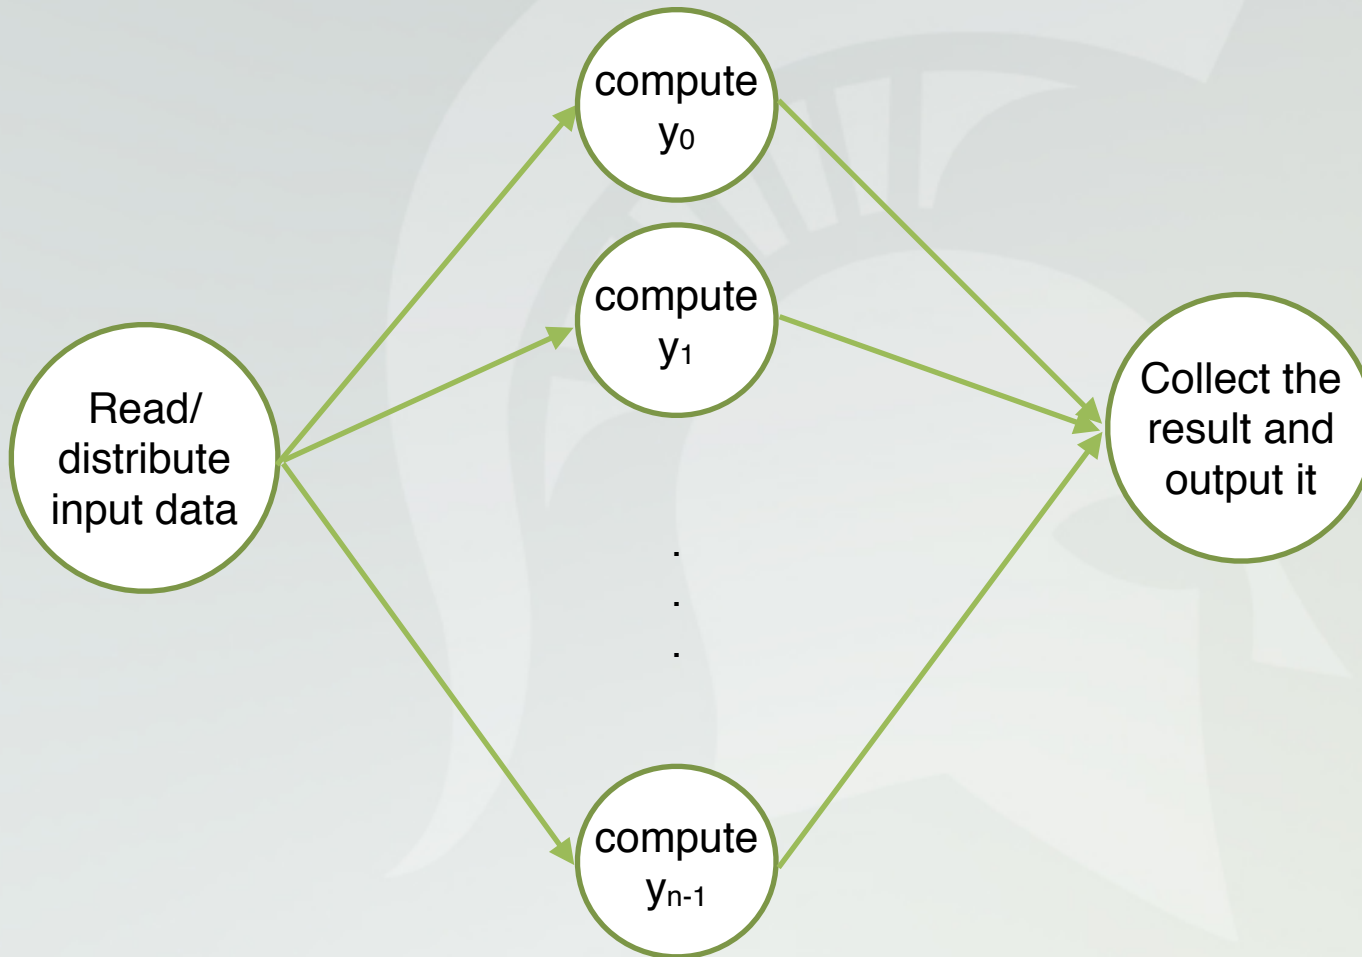 Read/
distribute
input data
compute
y₀
compute
y₁
.
.
.
compute
yₙ₋₁
Collect the
result and
output it